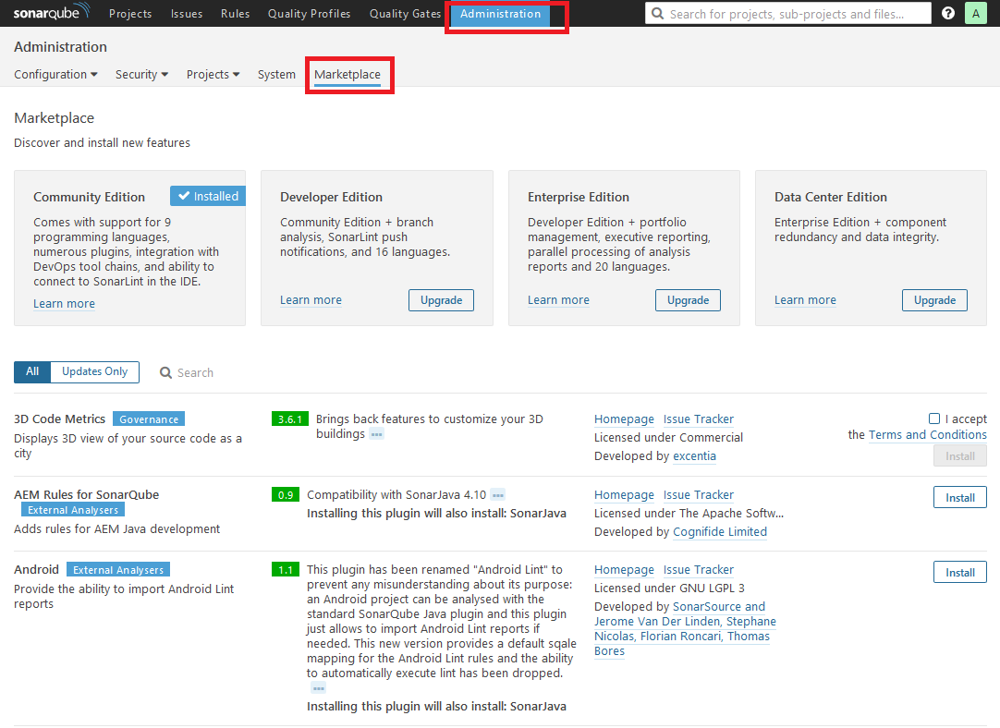 sonarqube Projects Issues Rules Quality Profiles Quality Gates Administration Search for projects, sub-projects and files... ? A
Administration
Configuration Security Projects System Marketplace
Marketplace
Discover and install new features
Community Edition Installed
Comes with support for 9
programming languages,
numerous plugins, integration with
DevOps tool chains, and ability to
connect to SonarLint in the IDE.
Learn more
Developer Edition
Community Edition + branch
analysis, SonarLint push
notifications, and 16 languages.
Learn more Upgrade
Enterprise Edition
Developer Edition + portfolio
management, executive reporting,
parallel processing of analysis
reports and 20 languages.
Learn more Upgrade
Data Center Edition
Enterprise Edition + component
redundancy and data integrity.
Learn more Upgrade
All Updates Only Search
3D Code Metrics Governance
Displays 3D view of your source code as a
city
3.6.1 Brings back features to customize your 3D
buildings
Homepage Issue Tracker
Licensed under Commercial
Developed by excentia
I accept
the Terms and Conditions
Install
AEM Rules for SonarQube
External Analysers
Adds rules for AEM Java development
0.9 Compatibility with SonarJava 4.10
Installing this plugin will also install: SonarJava
Homepage Issue Tracker
Licensed under The Apache Softw...
Developed by Cognifide Limited
Install
Android External Analysers
Provide the ability to import Android Lint
reports
1.1 This plugin has been renamed "Android Lint" to
prevent any misunderstanding about its purpose:
an Android project can be analysed with the
standard SonarQube Java plugin and this plugin
just allows to import Android Lint reports if
needed. This new version provides a default sqale
mapping for the Android Lint rules and the ability
to automatically execute lint has been dropped.
Installing this plugin will also install: SonarJava
Homepage Issue Tracker
Licensed under GNU LGPL 3
Developed by SonarSource and
Jerome Van Der Linden, Stephane
Nicolas, Florian Roncari, Thomas
Bores
Install